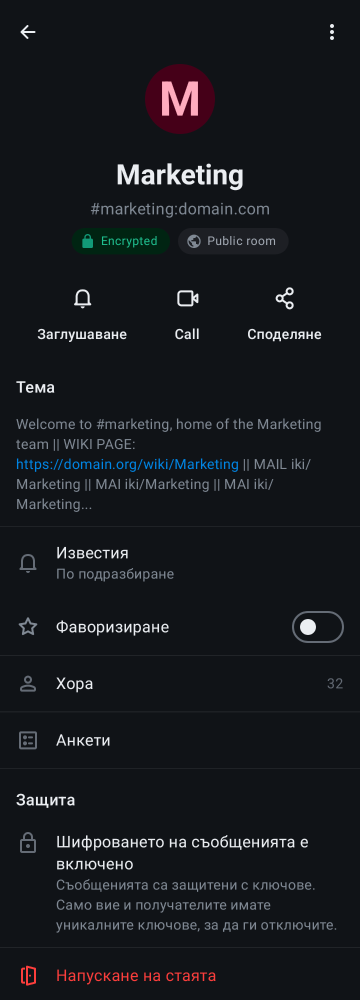 M
Marketing
#marketing:domain.com
Encrypted
Public room
Заглушаване
Call
Споделяне
Тема
Welcome to #marketing, home of the Marketing
team || WIKI PAGE:
https://domain.org/wiki/Marketing || MAIL iki/
Marketing || MAI iki/Marketing || MAI iki/
Marketing...
Известия
По подразбиране
Фаворизиране
Хора
32
Анкети
Защита
Шифроването на съобщенията е
включено
Съобщенията са защитени с ключове.
Само вие и получателите имате
уникалните ключове, за да ги отключите.
Напускане на стаята